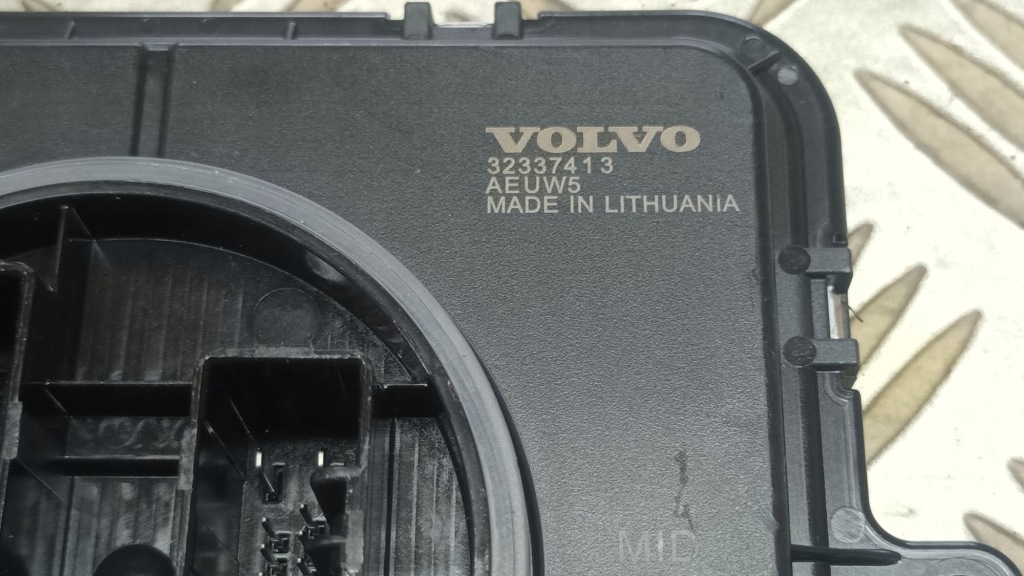 VOLVO
32337413
AEUW5
MADE IN LITHUANIA
MID